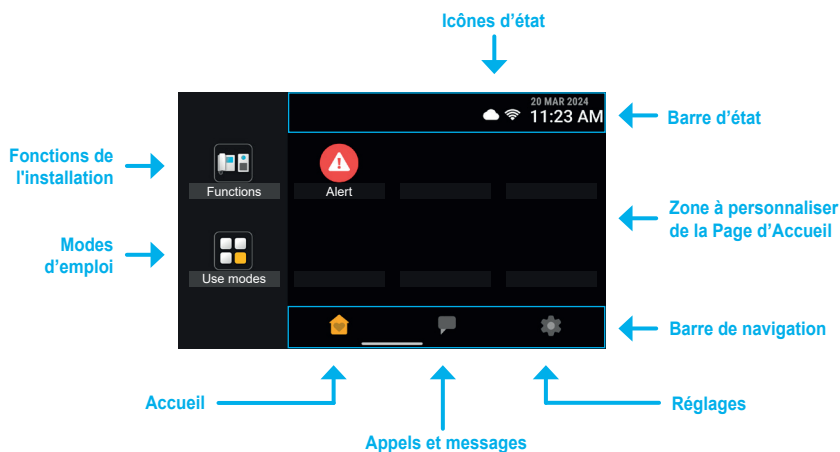 Icônes d’état
20 MAR 2024
11:23 AM
Barre d’état
Fonctions de
l'installation
Functions
Alert
Zone à personnaliser
de la Page d’Accueil
Modes
d’emploi
Use modes
Barre de navigation
Accueil
Réglages
Appels et messages